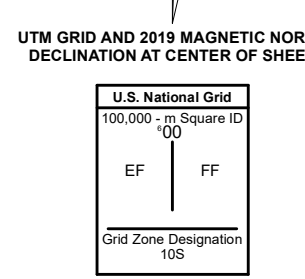 UTM GRID AND 2019 MAGNETIC NOR
DECLINATION AT CENTER OF SHEE
U.S. National Grid
100,000 - m Square ID
⁶00
EF FF
Grid Zone Designation
10S